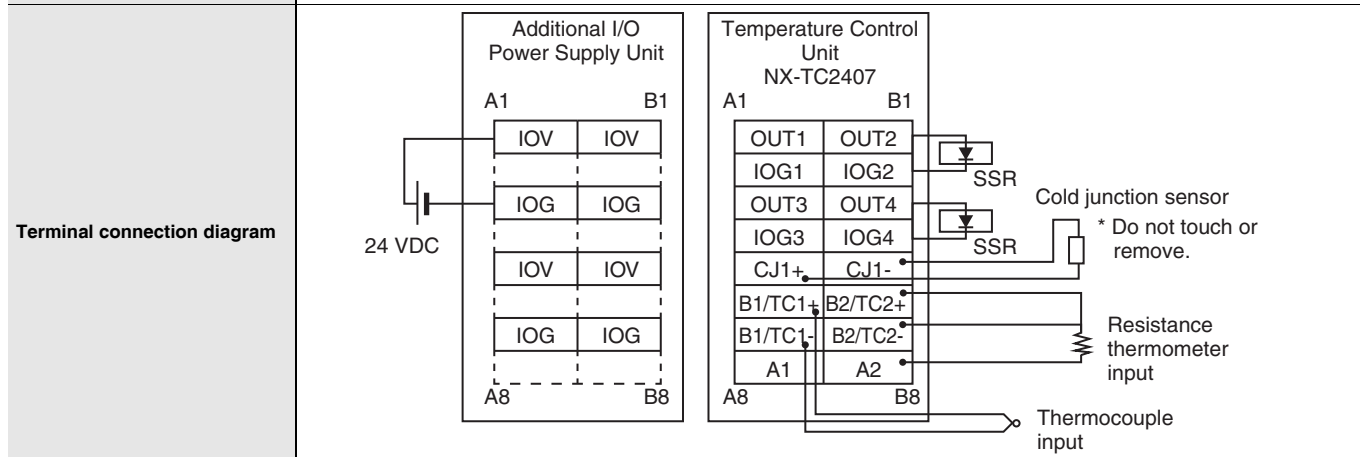 Terminal connection diagram
Additional I/O
Power Supply Unit
A1 B1
IOV IOV
IOG IOG
24 VDC
IOV IOV
IOG IOG
A8 B8
Temperature Control
Unit
NX-TC2407
A1 B1
OUT1 OUT2
IOG1 IOG2
SSR
OUT3 OUT4
IOG3 IOG4
SSR
CJ1+ CJ1-
B1/TC1+ B2/TC2+
B1/TC1- B2/TC2-
A1 A2
A8 B8
Cold junction sensor
* Do not touch or
remove.
Resistance
thermometer
input
Thermocouple
input